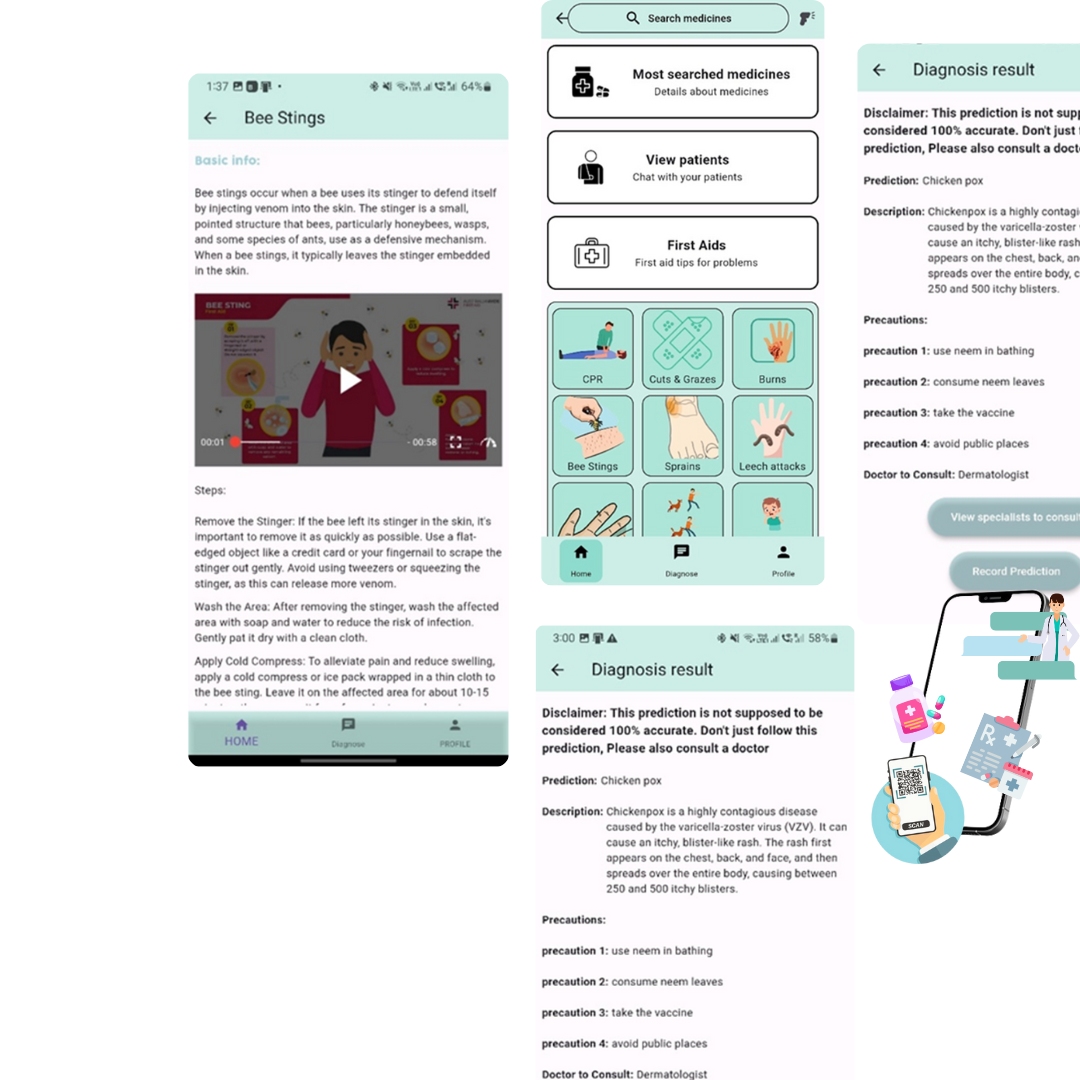 1:37
64%
Bee Stings
Basic info:
Bee stings occur when a bee uses its stinger to defend itself
by injecting venom into the skin. The stinger is a small,
pointed structure that bees, particularly honeybees, wasps,
and some species of ants, use as a defensive mechanism.
When a bee stings, it typically leaves the stinger embedded
in the skin.
BEE STING
00:01
- 00:58
Steps:
Remove the Stinger: If the bee left its stinger in the skin, it's
important to remove it as quickly as possible. Use a flat-
edged object like a credit card or your fingernail to scrape the
stinger out gently. Avoid using tweezers or squeezing the
stinger, as this can release more venom.
Wash the Area: After removing the stinger, wash the affected
area with soap and water to reduce the risk of infection.
Gently pat it dry with a clean cloth.
Apply Cold Compress: To alleviate pain and reduce swelling,
apply a cold compress or ice pack wrapped in a thin cloth to
the bee sting. Leave it on the affected area for about 10-15
HOME
Diagnose
PROFILE
Search medicines
Most searched medicines
Details about medicines
View patients
Chat with your patients
First Aids
First aid tips for problems
CPR
Cuts & Grazes
Burns
Bee Stings
Sprains
Leech attacks
Home
Diagnose
Profile
3:00
58%
Diagnosis result
Disclaimer: This prediction is not supposed to be
considered 100% accurate. Don't just follow this
prediction, Please also consult a doctor
Prediction: Chicken pox
Description: Chickenpox is a highly contagious disease
caused by the varicella-zoster virus (VZV). It can
cause an itchy, blister-like rash. The rash first
appears on the chest, back, and face, and then
spreads over the entire body, causing between
250 and 500 itchy blisters.
Precautions:
precaution 1: use neem in bathing
precaution 2: consume neem leaves
precaution 3: take the vaccine
precaution 4: avoid public places
Doctor to Consult: Dermatologist
Diagnosis result
Disclaimer: This prediction is not
considered 100% accurate. Don't just
prediction, Please also consult a
Prediction: Chicken pox
Description: Chickenpox is a highly
caused by the varicella-zoster
cause an itchy, blister-like rash
appears on the chest, back,
spreads over the entire body,
250 and 500 itchy blisters.
Precautions:
precaution 1: use neem in bathing
precaution 2: consume neem leaves
precaution 3: take the vaccine
precaution 4: avoid public places
Doctor to Consult: Dermatologist
View specialists to
Record Prediction
Rx
SCAN